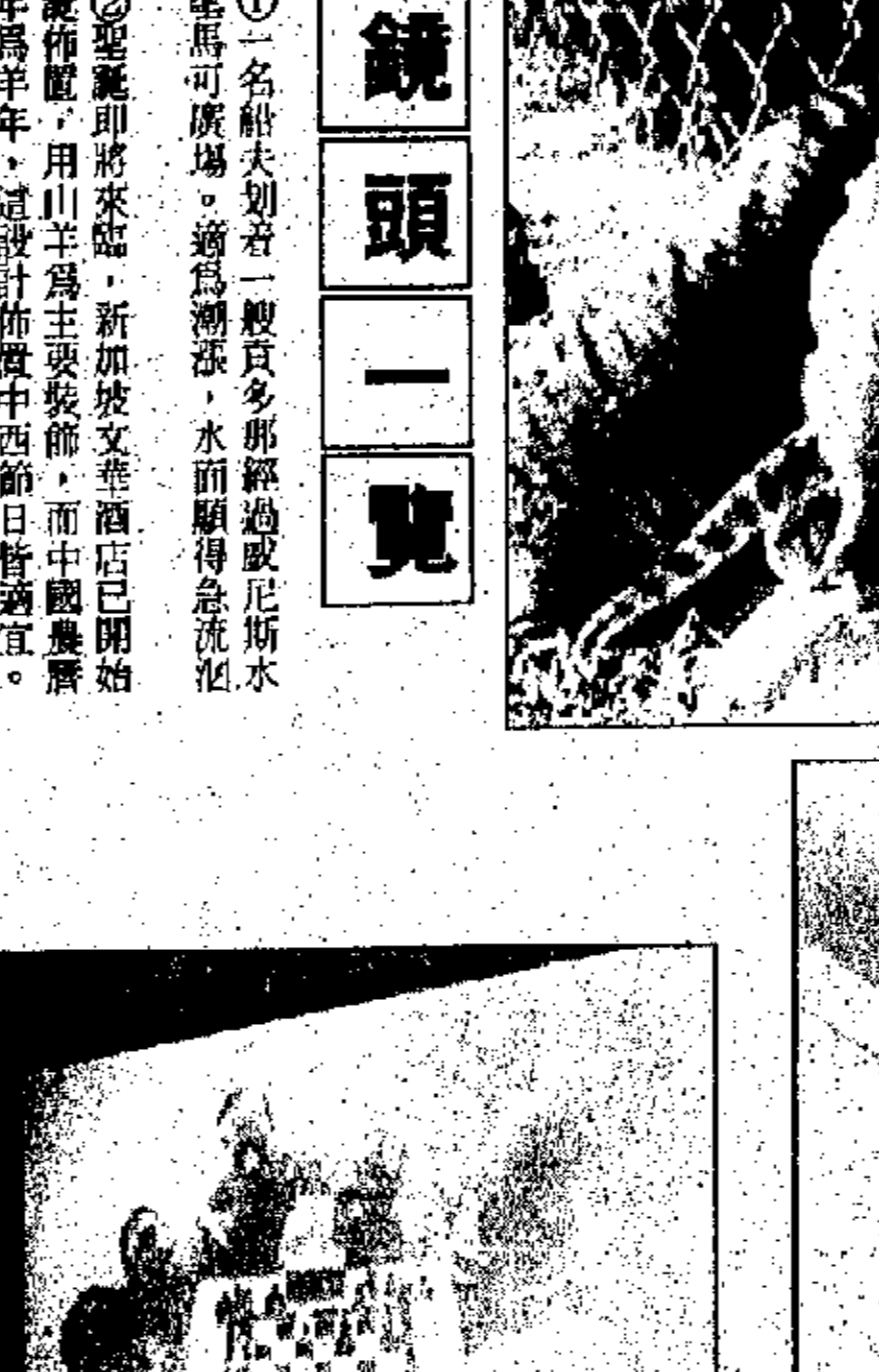 鏡頭一覽
①一名船夫划着一艘貢多那經過威尼斯水
聖馬可廣場。適爲潮漲，水面顯得急流洶
②聖誕即將來臨，新加坡文華酒店已開始
誕佈置，用山羊爲主要裝飾，而中國農曆
年爲羊年，這設計佈置中西節日皆適宜。